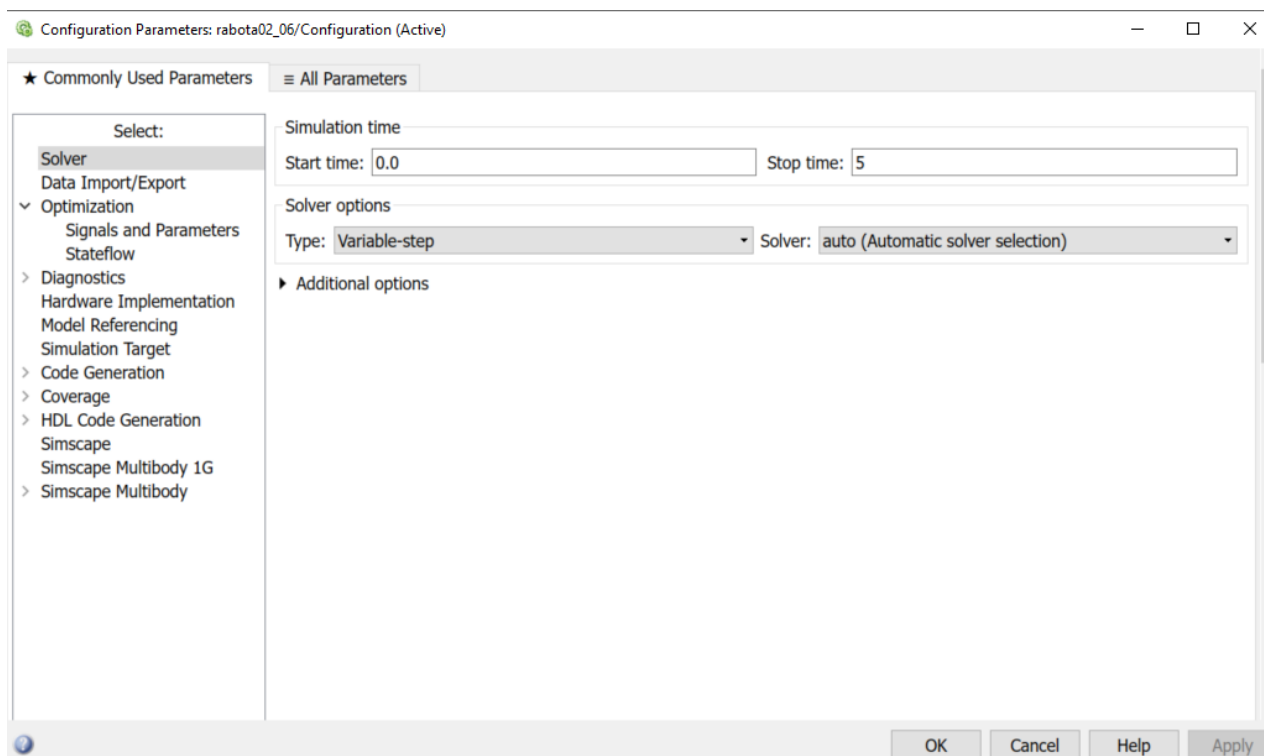 Configuration Parameters: rabota02_06/Configuration (Active)
★ Commonly Used Parameters
≡ All Parameters
Select:
Solver
Data Import/Export
Optimization
Signals and Parameters
Stateflow
Diagnostics
Hardware Implementation
Model Referencing
Simulation Target
Code Generation
Coverage
HDL Code Generation
Simscape
Simscape Multibody 1G
Simscape Multibody
Simulation time
Start time: 0.0 Stop time: 5
Solver options
Type: Variable-step Solver: auto (Automatic solver selection)
Additional options
OK Cancel Help Apply